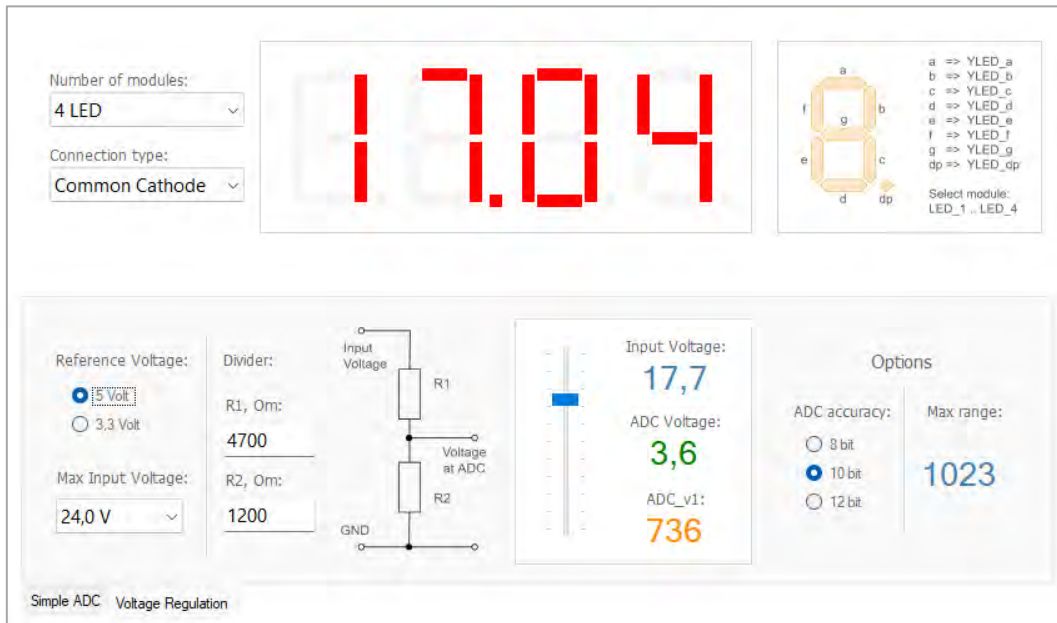 Number of modules:
4 LED
Connection type:
Common Cathode
17.04
a
b
c
d
e
f
g
dp
a => YLED_a
b => YLED_b
c => YLED_c
d => YLED_d
e => YLED_e
f => YLED_f
g => YLED_g
dp => YLED_dp
Select module:
LED_1 .. LED_4
Reference Voltage:
5 Volt
3,3 Volt
Max Input Voltage:
24,0 V
Divider:
R1, Om:
4700
R2, Om:
1200
Input
Voltage
R1
Voltage
at ADC
R2
GND
Input Voltage:
17,7
ADC Voltage:
3,6
ADC_v1:
736
Options
ADC accuracy:
8 bit
10 bit
12 bit
Max range:
1023
Simple ADC Voltage Regulation